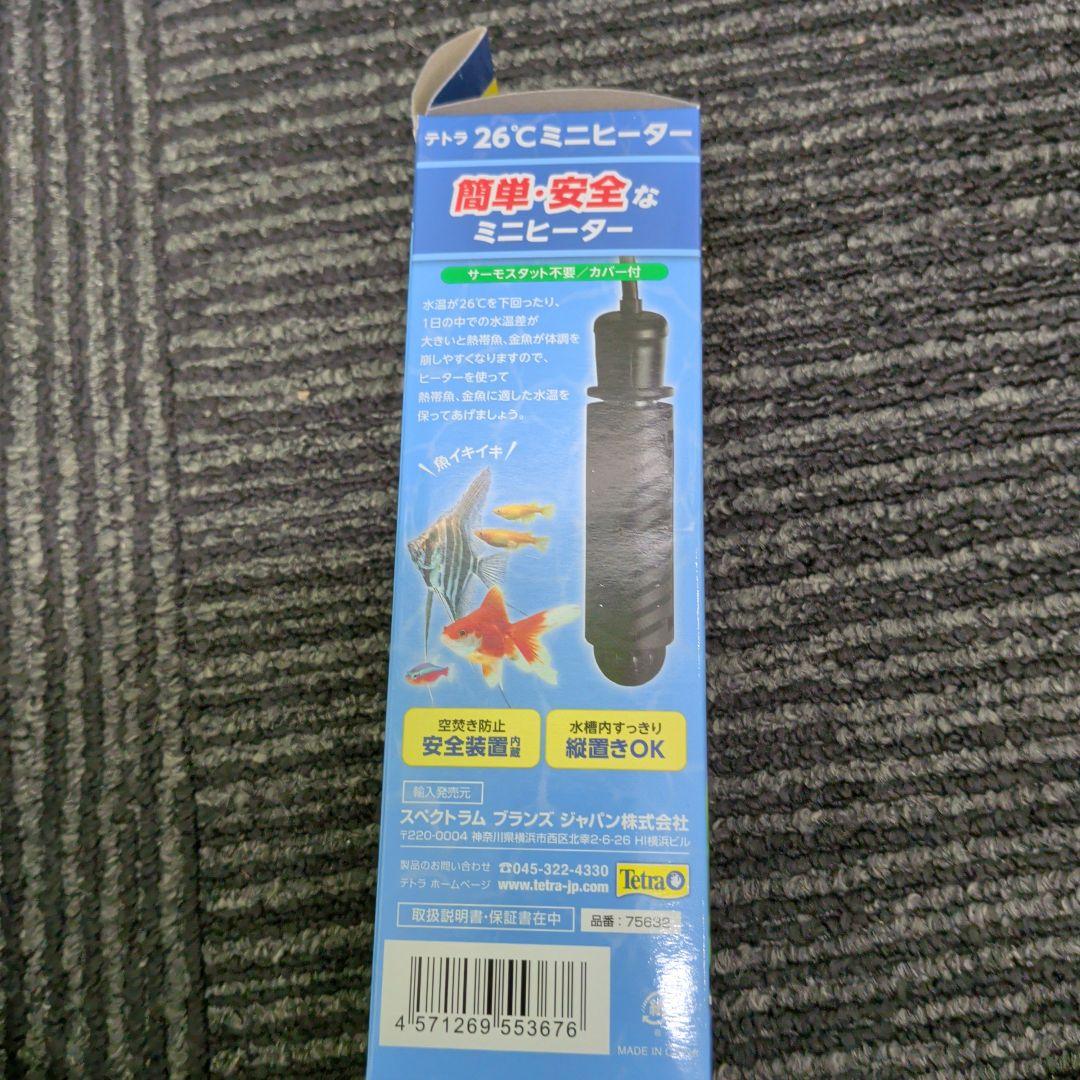 テトラ 26℃ミニヒーター
簡単・安全な
ミニヒーター
サーモスタット不要/カバー付
水温が26℃を下回ったり、
1日の中での水温差が
大きいと熱帯魚、金魚が体調を
崩しやすくなりますので、
ヒーターを使って
熱帯魚、金魚に適した水温を
保ってあげましょう。
魚イキイキ
空焚き防止
安全装置内蔵
水槽内すっきり
縦置きOK
輸入発売元
スペクトラム ブランズ ジャパン株式会社
〒220-0004 神奈川県横浜市西区北幸2-6-26 HI横浜ビル
製品のお問い合わせ ☎045-322-4330
テトラ ホームページ www.tetra-jp.com
Tetra
取扱説明書・保証書在中
品番:75632
4 571269 553676
MADE IN